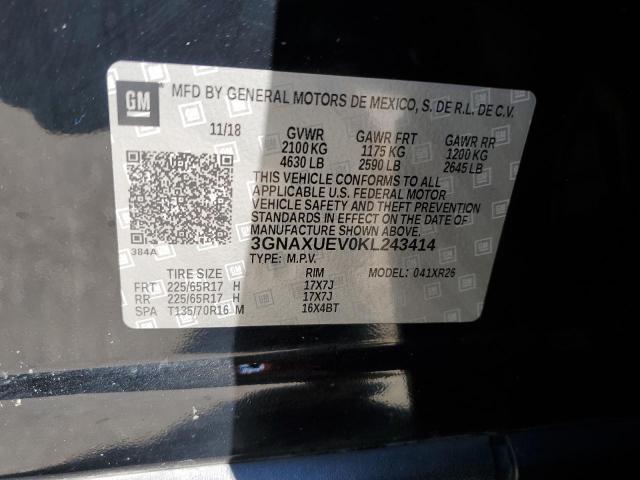 GM MFD BY GENERAL MOTORS DE MEXICO, S. DE R.L. DE C.V.
11/18 GVWR GAWR FRT GAWR RR
2100 KG 1175 KG 1200 KG
4630 LB 2590 LB 2645 LB
THIS VEHICLE CONFORMS TO ALL
APPLICABLE U.S. FEDERAL MOTOR
VEHICLE SAFETY, BUMPER, AND THEFT PREVENTION
STANDARDS IN EFFECT ON THE DATE OF
MANUFACTURE SHOWN ABOVE.
384A 3GNAXUEV0KL243414
TYPE: M.P.V. MODEL: 041XR26
TIRE SIZE RIM
FRT 225/65R17 H 17X7J
RR 225/65R17 H 17X7J
SPA T135/70R16 M 16X4BT